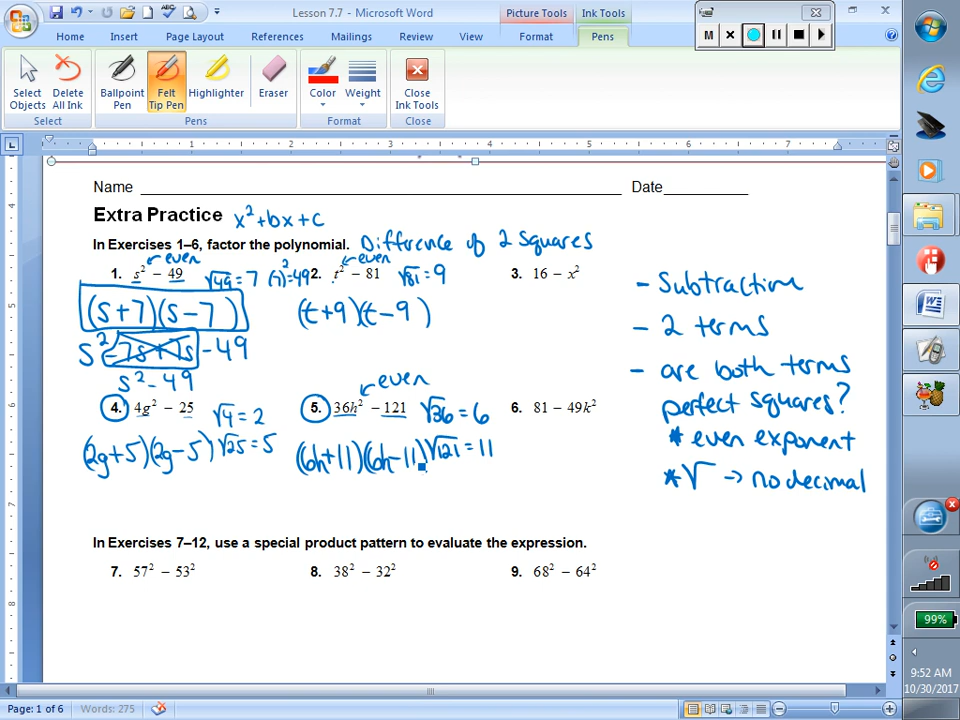 Lesson 7.7 - Microsoft Word
Picture Tools
Ink Tools
M
Home
Insert
Page Layout
References
Mailings
Review
View
Format
Pens
Select Objects
Delete All Ink
Ballpoint Pen
Felt Tip Pen
Highlighter
Eraser
Color
Weight
Close Ink Tools
Select
Pens
Format
Close
Name
Date
Extra Practice x² + bx + c
In Exercises 1–6, factor the polynomial. Difference of 2 Squares
even
even
1. s² − 49 √49 = 7 (7)² = 49 2. t² − 81 √81 = 9 3. 16 − x²
(s+7)(s−7) (t+9)(t−9)
s² − 7s + 7s − 49
s² − 49
- Subtraction
- 2 terms
- are both terms
perfect squares?
* even exponent
* √ → no decimal
even
4. 4g² − 25 √4 = 2 5. 36h² − 121 √36 = 6 6. 81 − 49k²
(2g+5)(2g−5) √25 = 5 (6h+11)(6h−11) √121 = 11
In Exercises 7–12, use a special product pattern to evaluate the expression.
7. 57² − 53² 8. 38² − 32² 9. 68² − 64²
Page: 1 of 6
Words: 275
99%
9:52 AM
10/30/2017